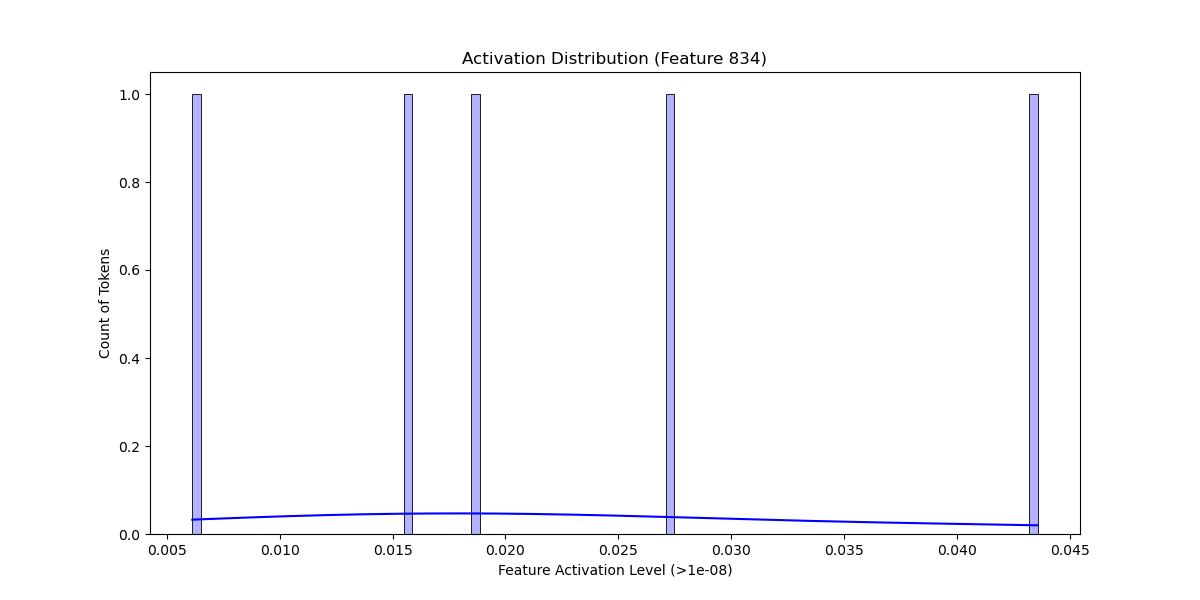 Activation Distribution (Feature 834)
1.0
0.8
0.6
0.4
0.2
0.0
Count of Tokens
0.005 0.010 0.015 0.020 0.025 0.030 0.035 0.040 0.045
Feature Activation Level (>1e-08)